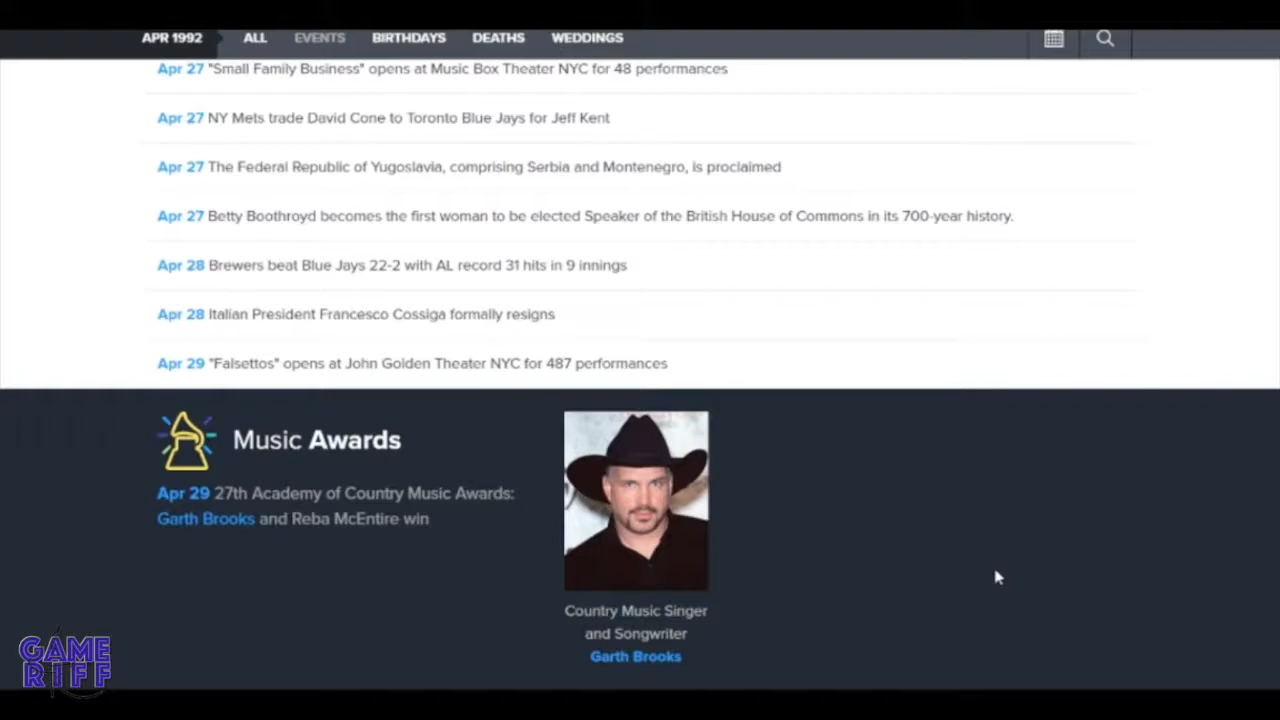 APR 1992 ALL EVENTS BIRTHDAYS DEATHS WEDDINGS
Apr 27 "Small Family Business" opens at Music Box Theater NYC for 48 performances
Apr 27 NY Mets trade David Cone to Toronto Blue Jays for Jeff Kent
Apr 27 The Federal Republic of Yugoslavia, comprising Serbia and Montenegro, is proclaimed
Apr 27 Betty Boothroyd becomes the first woman to be elected Speaker of the British House of Commons in its 700-year history.
Apr 28 Brewers beat Blue Jays 22-2 with AL record 31 hits in 9 innings
Apr 28 Italian President Francesco Cossiga formally resigns
Apr 29 "Falsettos" opens at John Golden Theater NYC for 487 performances
Music Awards
Apr 29 27th Academy of Country Music Awards:
Garth Brooks and Reba McEntire win
Country Music Singer
and Songwriter
Garth Brooks
GAME
RIFF